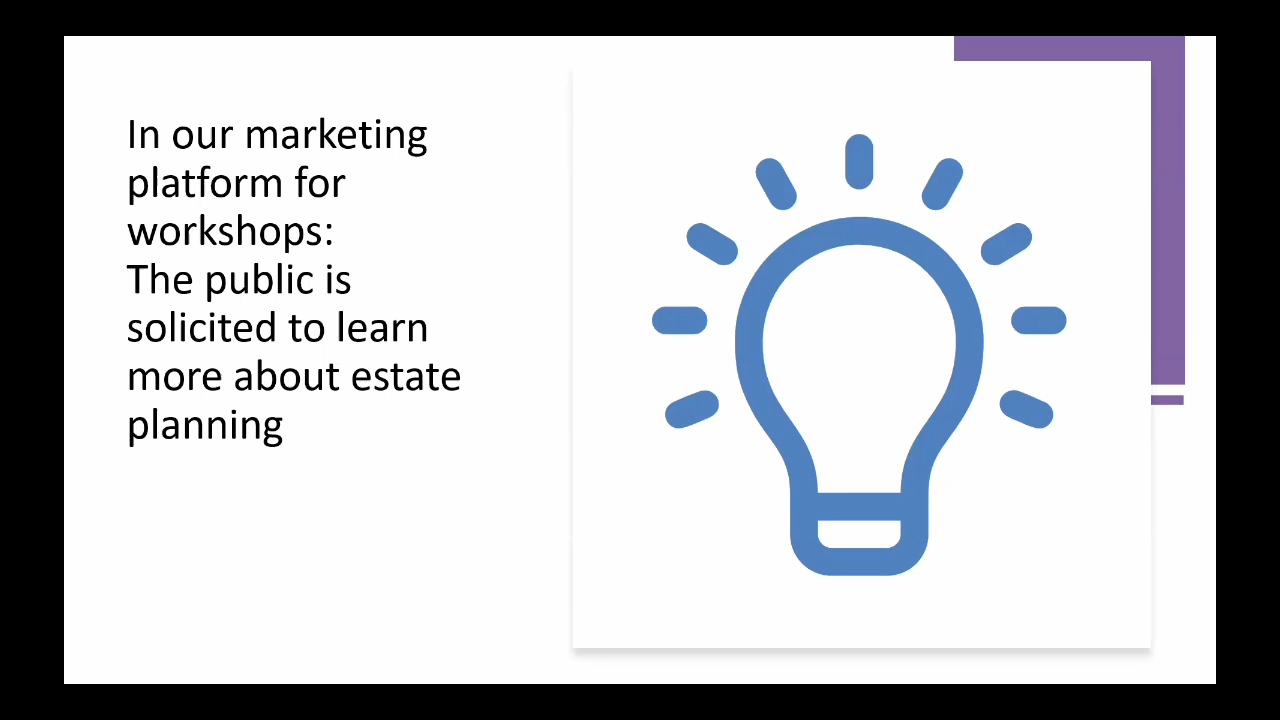 In our marketing
platform for
workshops:
The public is
solicited to learn
more about estate
planning